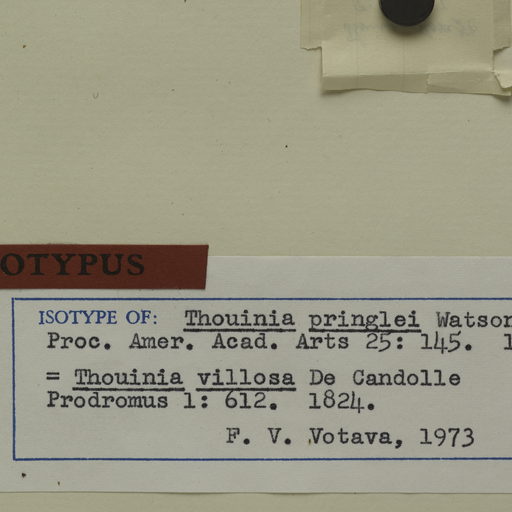 OTYPUS
ISOTYPE OF: Thouinia pringlei Watson
Proc. Amer. Acad. Arts 25: 145. 1
= Thouinia villosa De Candolle
Prodromus 1: 612. 1824.
F. V. Votava, 1973